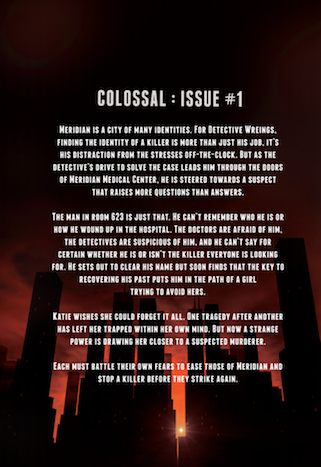 COLOSSAL : ISSUE #1
MERIDIAN IS A CITY OF MANY IDENTITIES. FOR DETECTIVE WREINGS,
FINDING THE IDENTITY OF A KILLER IS MORE THAN JUST HIS JOB, IT'S
HIS DISTRACTION FROM THE STRESSES OFF-THE-CLOCK. BUT AS THE
DETECTIVE'S DRIVE TO SOLVE THE CASE LEADS HIM THROUGH THE DOORS
OF MERIDIAN MEDICAL CENTER, HE IS STEERED TOWARDS A SUSPECT
THAT RAISES MORE QUESTIONS THAN ANSWERS.
THE MAN IN ROOM 623 IS JUST THAT. HE CAN'T REMEMBER WHO HE IS OR
HOW HE WOUND UP IN THE HOSPITAL. THE DOCTORS ARE AFRAID OF HIM,
THE DETECTIVES ARE SUSPICIOUS OF HIM, AND HE CAN'T SAY FOR
CERTAIN WHETHER HE IS OR ISN'T THE KILLER EVERYONE IS LOOKING
FOR. HE SETS OUT TO CLEAR HIS NAME BUT SOON FINDS THAT THE KEY TO
RECOVERING HIS PAST PUTS HIM IN THE PATH OF A GIRL
TRYING TO AVOID HERS.
KATIE WISHES SHE COULD FORGET IT ALL. ONE TRAGEDY AFTER ANOTHER
HAS LEFT HER TRAPPED WITHIN HER OWN MIND. BUT NOW A STRANGE
POWER IS DRAWING HER CLOSER TO A SUSPECTED MURDERER.
EACH MUST BATTLE THEIR OWN FEARS TO EASE THOSE OF MERIDIAN AND
STOP A KILLER BEFORE THEY STRIKE AGAIN.